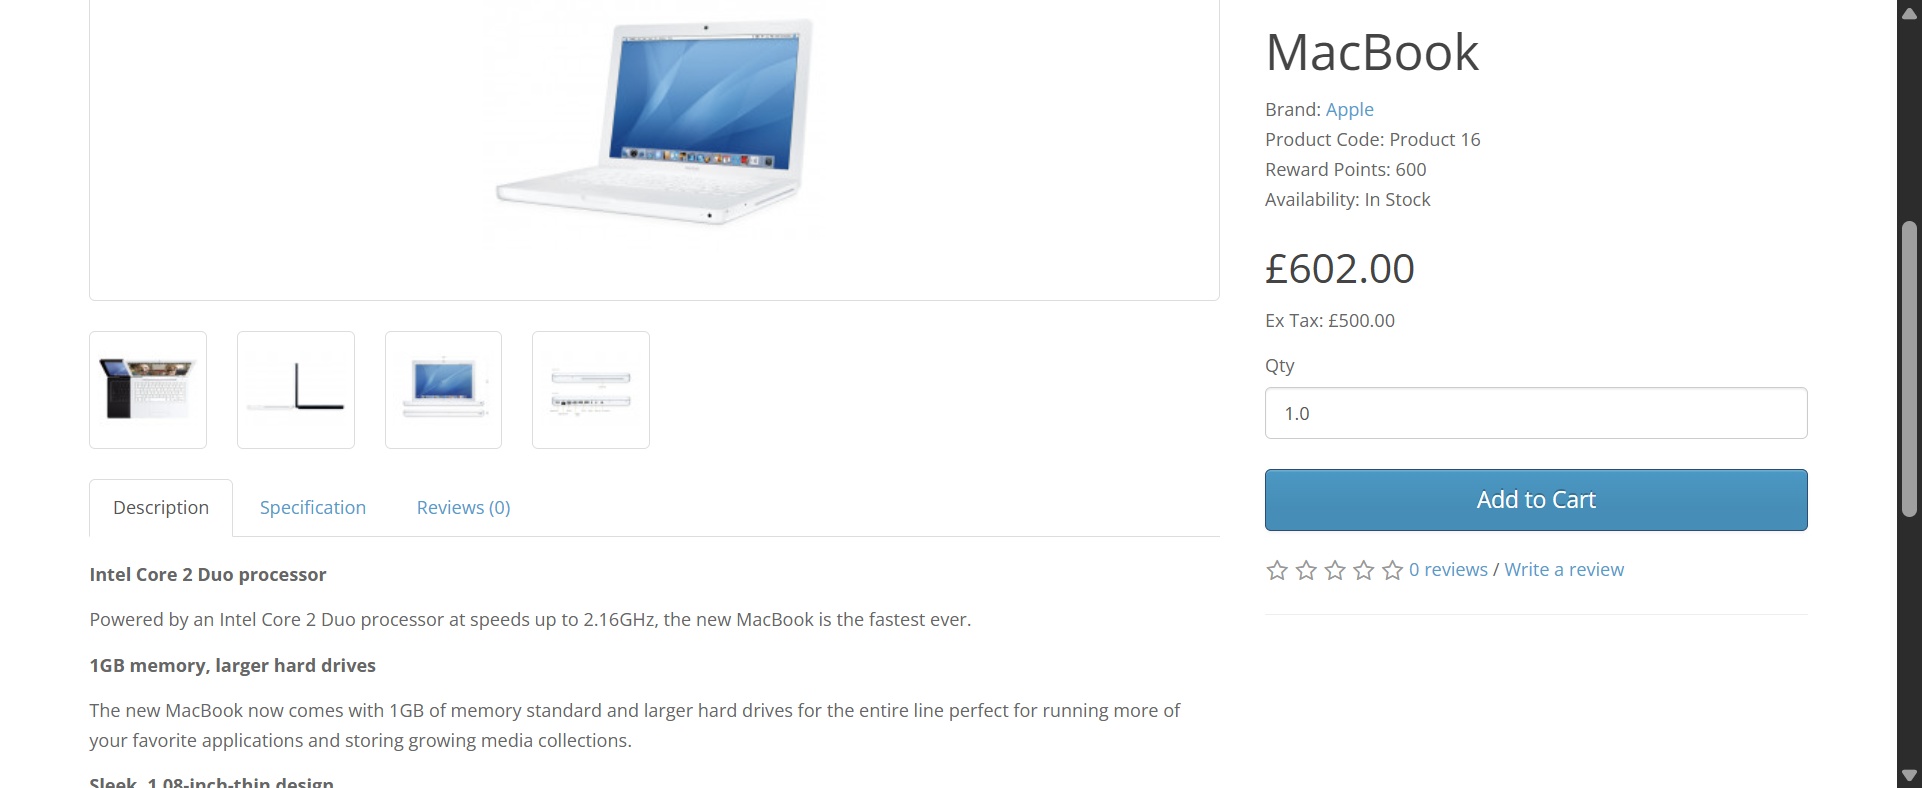 MacBook
Brand: Apple
Product Code: Product 16
Reward Points: 600
Availability: In Stock
£602.00
Ex Tax: £500.00
Qty
1.0
Add to Cart
0 reviews / Write a review
Description
Specification
Reviews (0)
Intel Core 2 Duo processor
Powered by an Intel Core 2 Duo processor at speeds up to 2.16GHz, the new MacBook is the fastest ever.
1GB memory, larger hard drives
The new MacBook now comes with 1GB of memory standard and larger hard drives for the entire line perfect for running more of
your favorite applications and storing growing media collections.
Sleek, 1.08-inch-thin design